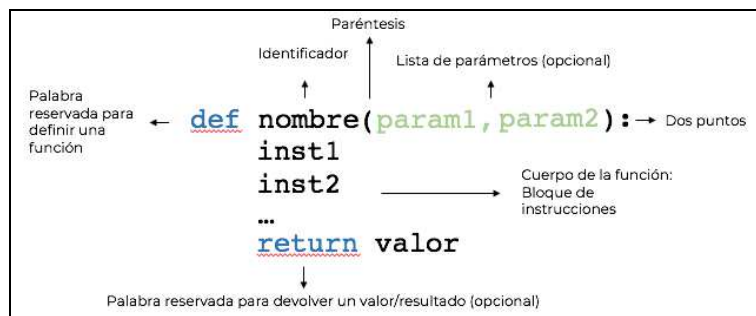 Paréntesis
Identificador
Lista de parámetros (opcional)
Palabra
reservada para
definir una
función
def nombre(param1,param2):
Dos puntos
inst1
inst2
…
return valor
Cuerpo de la función:
Bloque de
instrucciones
Palabra reservada para devolver un valor/resultado (opcional)